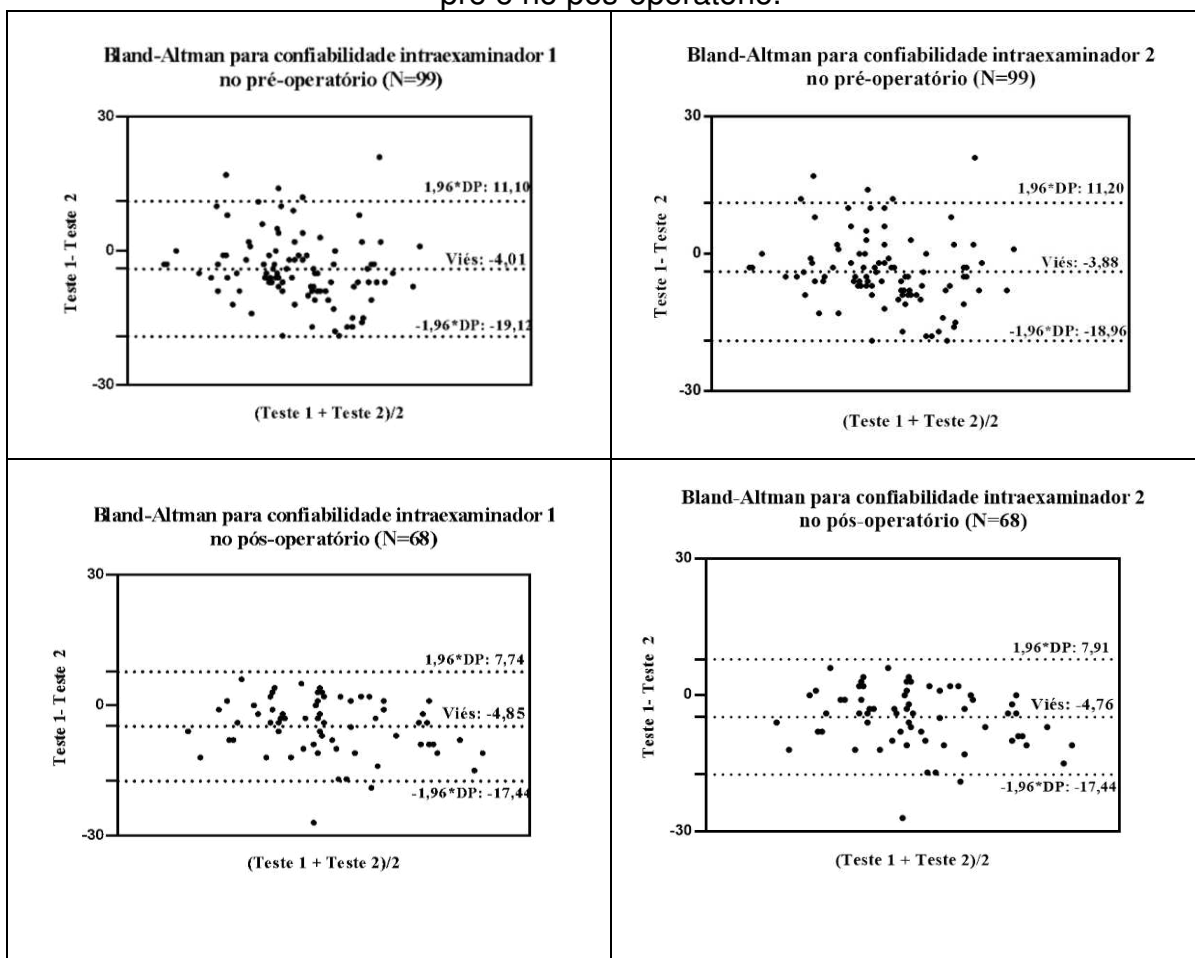 pré e no pós-operatório.
Bland-Altman para confiabilidade intraexaminador 1
no pré-operatório (N=99)
30
1,96*DP: 11,10
Teste 1- Teste 2
0
Viés: -4,01
-1,96*DP: -19,12
-30
(Teste 1 + Teste 2)/2
Bland-Altman para confiabilidade intraexaminador 2
no pré-operatório (N=99)
30
1,96*DP: 11,20
Teste 1- Teste 2
0
Viés: -3,88
-1,96*DP: -18,96
-30
(Teste 1 + Teste 2)/2
Bland-Altman para confiabilidade intraexaminador 1
no pós-operatório (N=68)
30
1,96*DP: 7,74
Teste 1- Teste 2
0
Viés: -4,85
-1,96*DP: -17,44
-30
(Teste 1 + Teste 2)/2
Bland-Altman para confiabilidade intraexaminador 2
no pós-operatório (N=68)
30
1,96*DP: 7,91
Teste 1- Teste 2
0
Viés: -4,76
-1,96*DP: -17,44
-30
(Teste 1 + Teste 2)/2